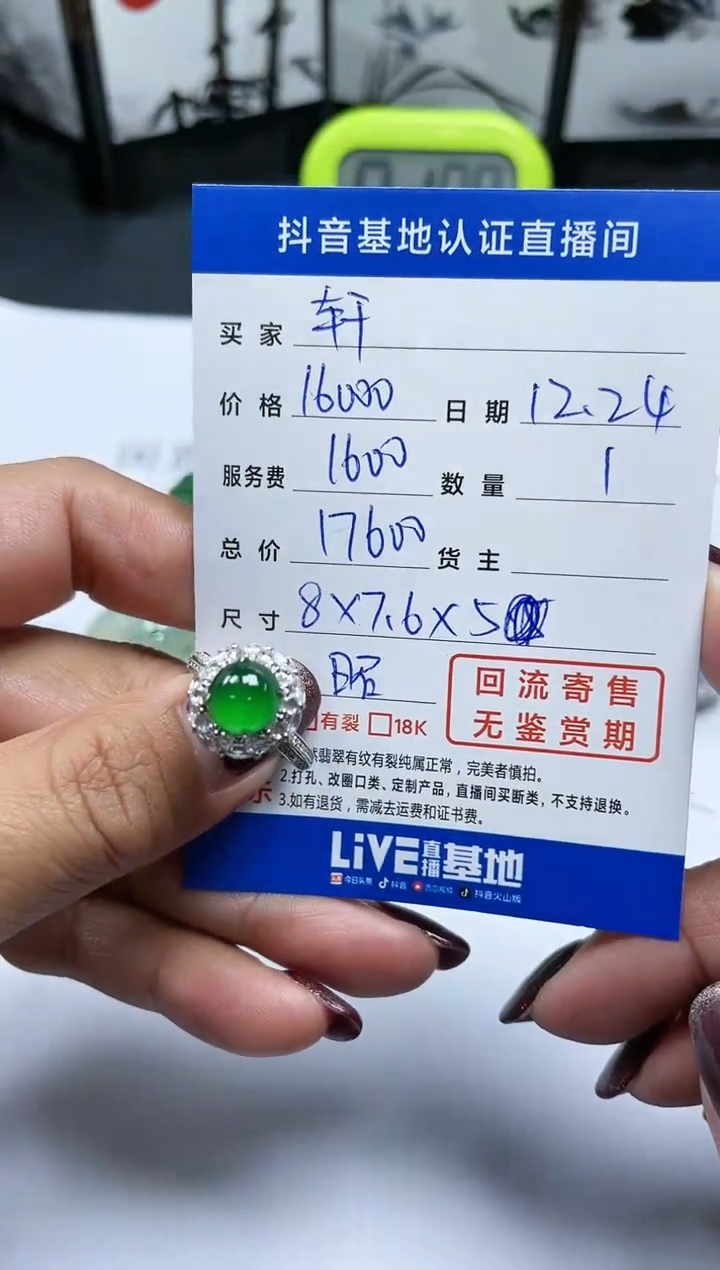 抖音基地认证直播间
买家 轩
价格 16000 日期 12.24
服务费 1600 数量 1
总价 17600 货主
尺寸 8X7.6X5
昭
回流寄售
无鉴赏期
有裂 18K
翡翠有纹有裂纯属正常，完美者慎拍。
2.打孔、改圈口类、定制产品，直播间买断类，不支持退换。
3.如有退货，需减去运费和证书费。
LiVE直播基地
今日头条 抖音 西瓜视频 抖音火山版